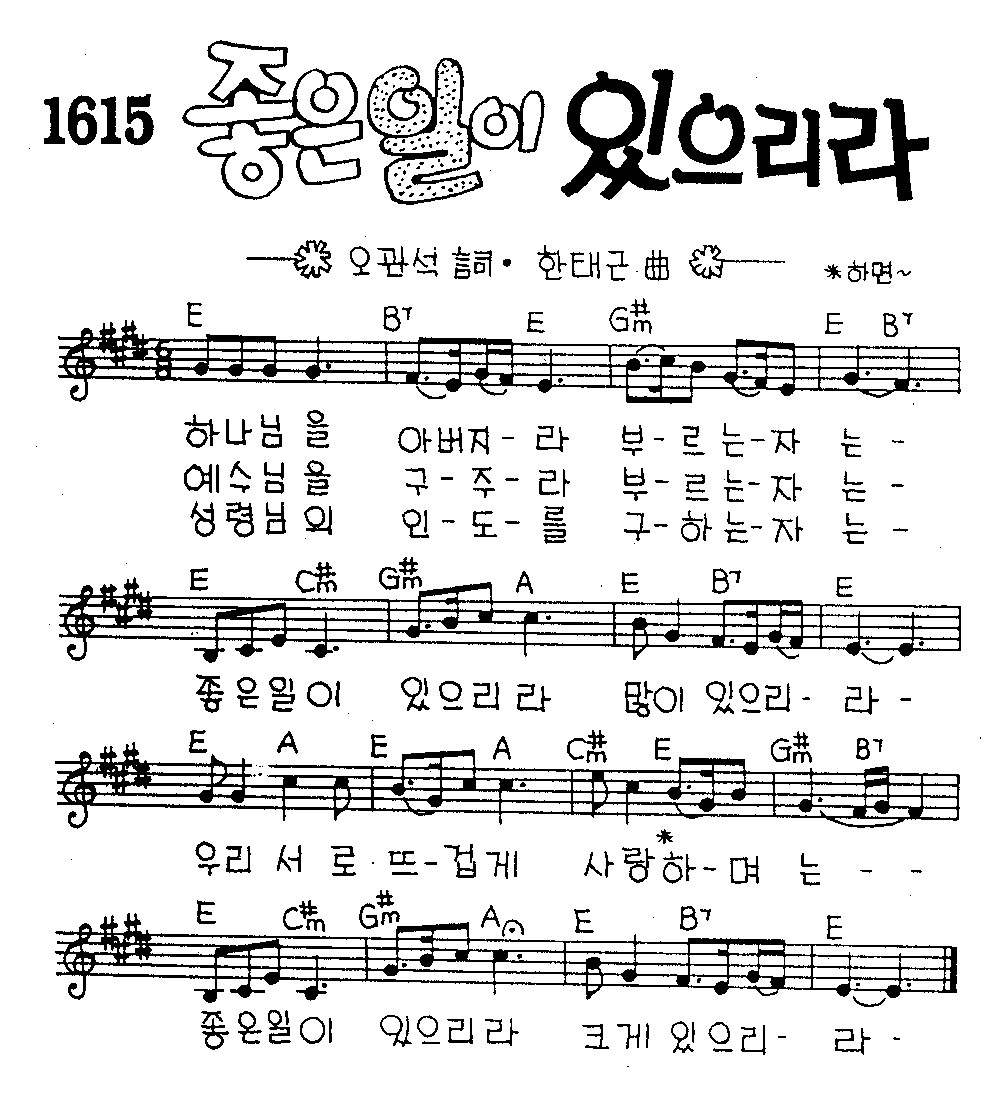 1615 좋은일이 있으리라
오관석 詞 · 한태근 曲 *하면~
E B7 E G#m E B7
하나님을 아버지-라 부-르는-자 는 -
예수님을 구-주-라 부-르는-자 는 -
성령님의 인-도-를 구-하는-자 는 -
E C#m G#m A E B7 E
좋은일이 있으리라 많이 있으리- 라 -
E A E A C#m E G#m B7
우리 서 로 뜨-겁게 사랑*하-며 는 - -
E C#m G#m A E B7 E
좋은일이 있으리라 크게 있으리- 라 -